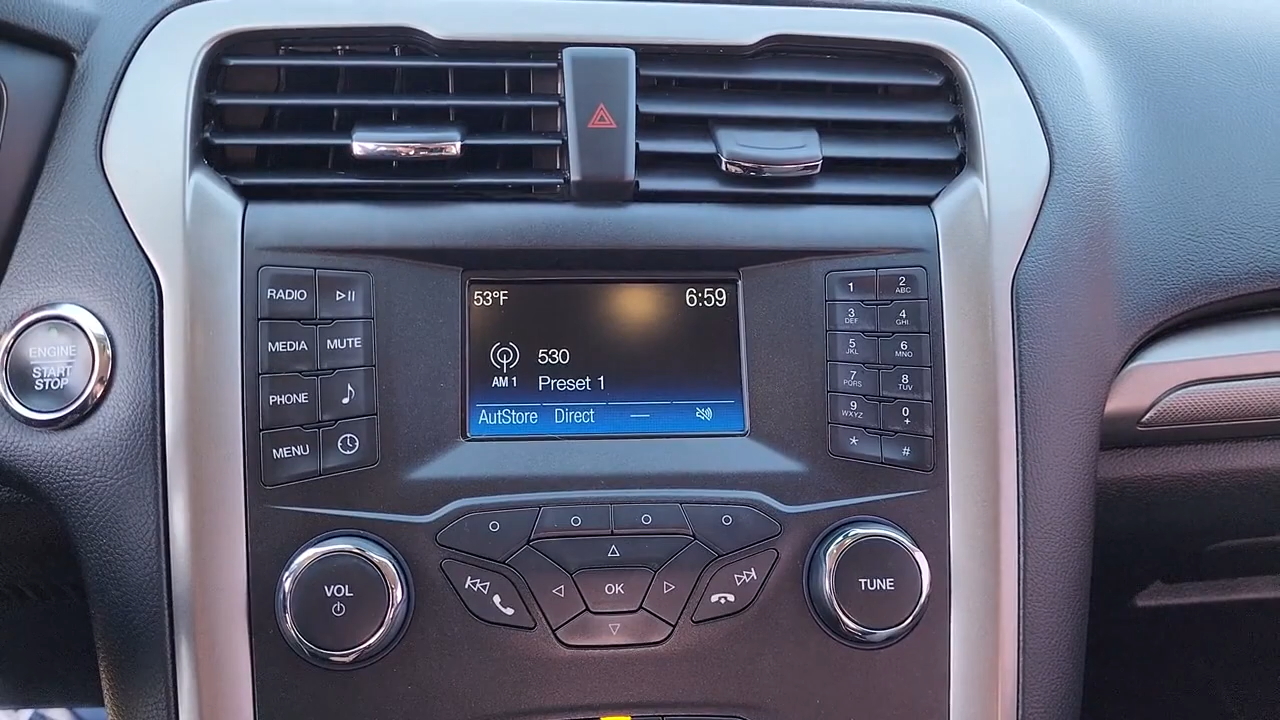 ENGINE
START
STOP
RADIO
MEDIA MUTE
PHONE
MENU
53°F 6:59
530
AM 1 Preset 1
AutStore Direct —
1 2 ABC
3 DEF 4 GHI
5 JKL 6 MNO
7 PQRS 8 TUV
9 WXYZ 0 +
* #
VOL
OK
TUNE